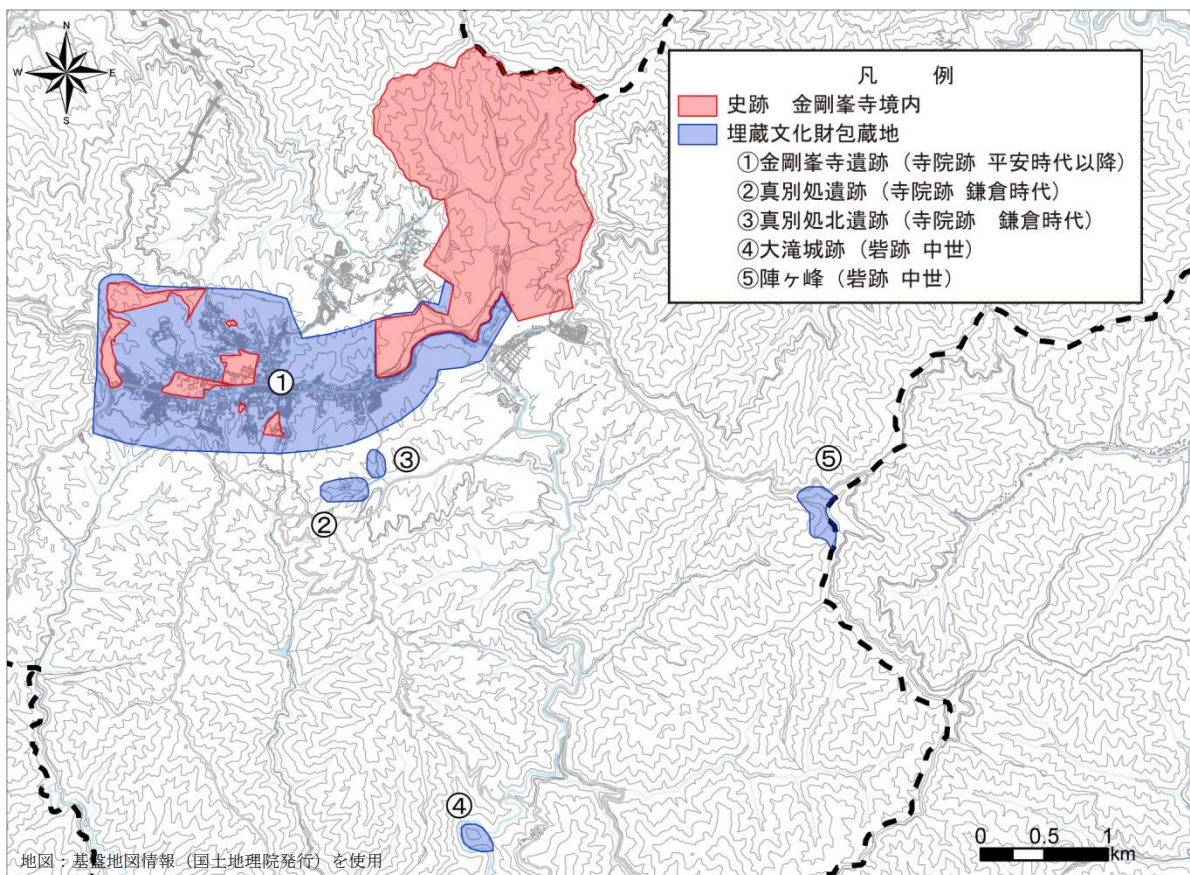 N
W E
S
凡 例
史跡 金剛峯寺境内
埋蔵文化財包蔵地
①金剛峯寺遺跡（寺院跡 平安時代以降）
②真別処遺跡（寺院跡 鎌倉時代）
③真別処北遺跡（寺院跡 鎌倉時代）
④大滝城跡（砦跡 中世）
⑤陣ヶ峰（砦跡 中世）
①
③
⑤
②
④
0 0.5 1
km
地図：基盤地図情報（国土地理院発行）を使用